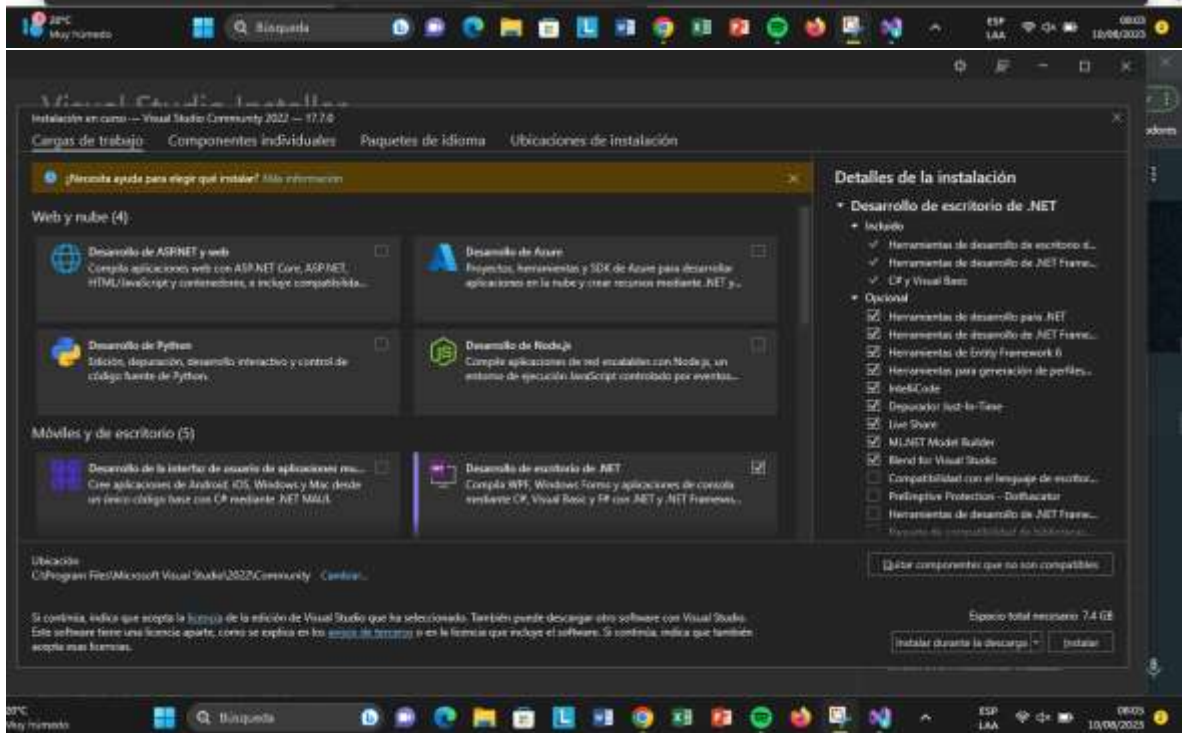 20°C
Muy húmedo
Búsqueda
ESP
LAA
08:03
10/08/2023
Visual Studio Installer
Instalación en curso — Visual Studio Community 2022 — 17.7.0
Cargas de trabajo Componentes individuales Paquetes de idioma Ubicaciones de instalación
¿Necesita ayuda para elegir qué instalar? Más información
Web y nube (4)
Desarrollo de ASP.NET y web
Compila aplicaciones web con ASP.NET Core, ASP.NET,
HTML/JavaScript y contenedores, e incluye compatibilida...
Desarrollo de Azure
Proyectos, herramientas y SDK de Azure para desarrollar
aplicaciones en la nube y crear recursos mediante .NET y...
Desarrollo de Python
Edición, depuración, desarrollo interactivo y control de
código fuente de Python.
Desarrollo de Node.js
Compile aplicaciones de red escalables con Node.js, un
entorno de ejecución JavaScript controlado por eventos...
Móviles y de escritorio (5)
Desarrollo de la interfaz de usuario de aplicaciones mu...
Cree aplicaciones de Android, iOS, Windows y Mac desde
un único código base con C# mediante .NET MAUI.
Desarrollo de escritorio de .NET
Compila WPF, Windows Forms y aplicaciones de consola
mediante C#, Visual Basic y F# con .NET y .NET Framewo...
Detalles de la instalación
Desarrollo de escritorio de .NET
Incluido
Herramientas de desarrollo de escritorio d...
Herramientas de desarrollo de .NET Frame...
C# y Visual Basic
Opcional
Herramientas de desarrollo para .NET
Herramientas de desarrollo de .NET Frame...
Herramientas de Entity Framework 6
Herramientas para generación de perfiles...
IntelliCode
Depurador Just-In-Time
Live Share
ML.NET Model Builder
Blend for Visual Studio
Compatibilidad con el lenguaje de escritor...
PreEmptive Protection - Dotfuscator
Herramientas de desarrollo de .NET Frame...
Paquete de compatibilidad de bibliotecas...
Ubicación
C:\Program Files\Microsoft Visual Studio\2022\Community Cambiar...
Quitar componentes que no son compatibles
Si continúa, indica que acepta la licencia de la edición de Visual Studio que ha seleccionado. También puede descargar otro software con Visual Studio.
Este software tiene una licencia aparte, como se explica en los avisos de terceros o en la licencia que incluye el software. Si continúa, indica que también
acepta esas licencias.
Espacio total necesario 7.4 GB
Instalar durante la descarga Instalar
20°C
Muy húmedo
Búsqueda
ESP
LAA
08:05
10/08/2023